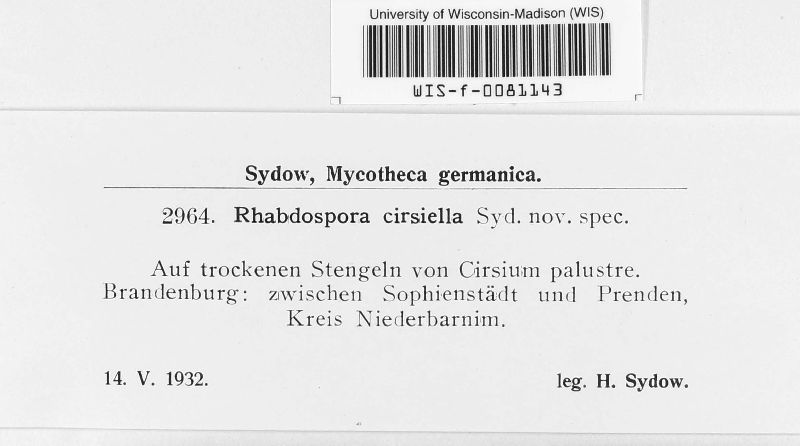 University of Wisconsin-Madison (WIS)
WIS-f-0081143
Sydow, Mycotheca germanica.
2964. Rhabdospora cirsiella Syd. nov. spec.
Auf trockenen Stengeln von Cirsium palustre.
Brandenburg: zwischen Sophienstädt und Prenden,
Kreis Niederbarnim.
14. V. 1932. leg. H. Sydow.